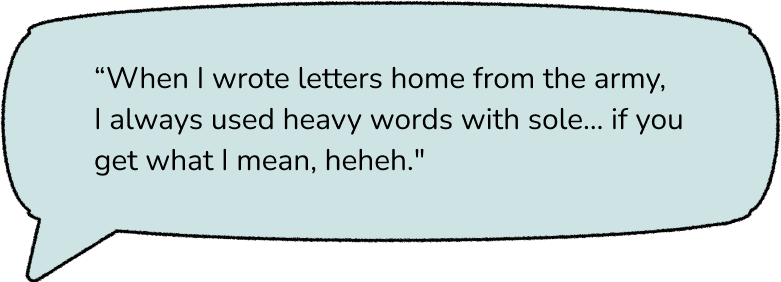 “When I wrote letters home from the army,
I always used heavy words with sole... if you
get what I mean, heheh."